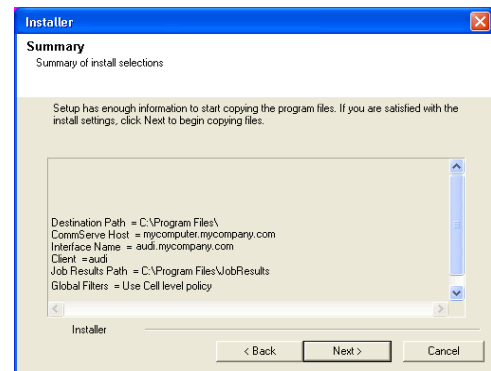 Installer
Summary
Summary of install selections
Setup has enough information to start copying the program files. If you are satisfied with the
install settings, click Next to begin copying files.
Destination Path = C:\Program Files\
CommServe Host = mycomputer.mycompany.com
Interface Name = audi.mycompany.com
Client =audi
Job Results Path = C:\Program Files\JobResults
Global Filters = Use Cell level policy
Installer
< Back Next > Cancel